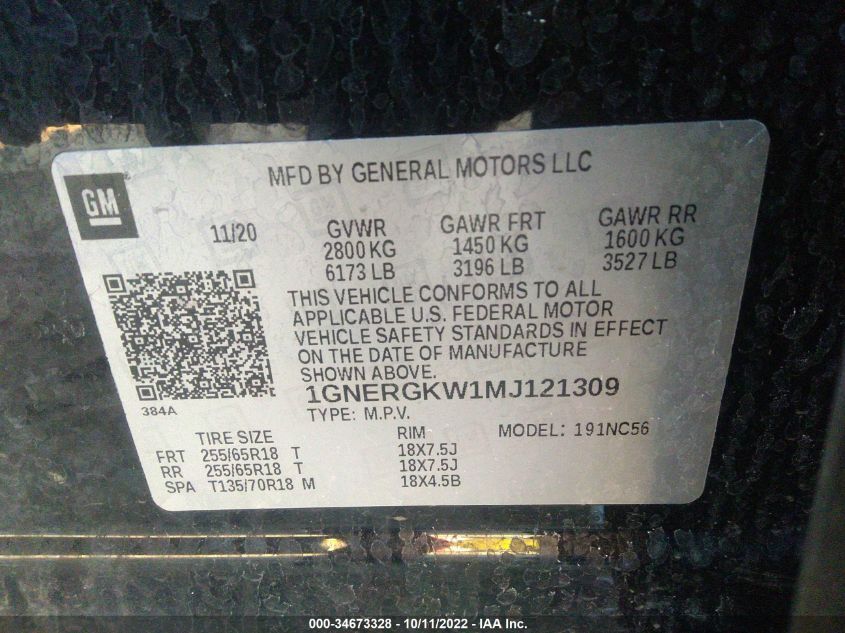 MFD BY GENERAL MOTORS LLC
GM
11/20
GVWR
2800 KG
6173 LB
GAWR FRT
1450 KG
3196 LB
GAWR RR
1600 KG
3527 LB
THIS VEHICLE CONFORMS TO ALL
APPLICABLE U.S. FEDERAL MOTOR
VEHICLE SAFETY STANDARDS IN EFFECT
ON THE DATE OF MANUFACTURE
SHOWN ABOVE.
384A
1GNERGKW1MJ121309
TYPE: M.P.V.
MODEL: 191NC56
TIRE SIZE RIM
FRT 255/65R18 T 18X7.5J
RR 255/65R18 T 18X7.5J
SPA T135/70R18 M 18X4.5B
000-34673328 - 10/11/2022 - IAA Inc.